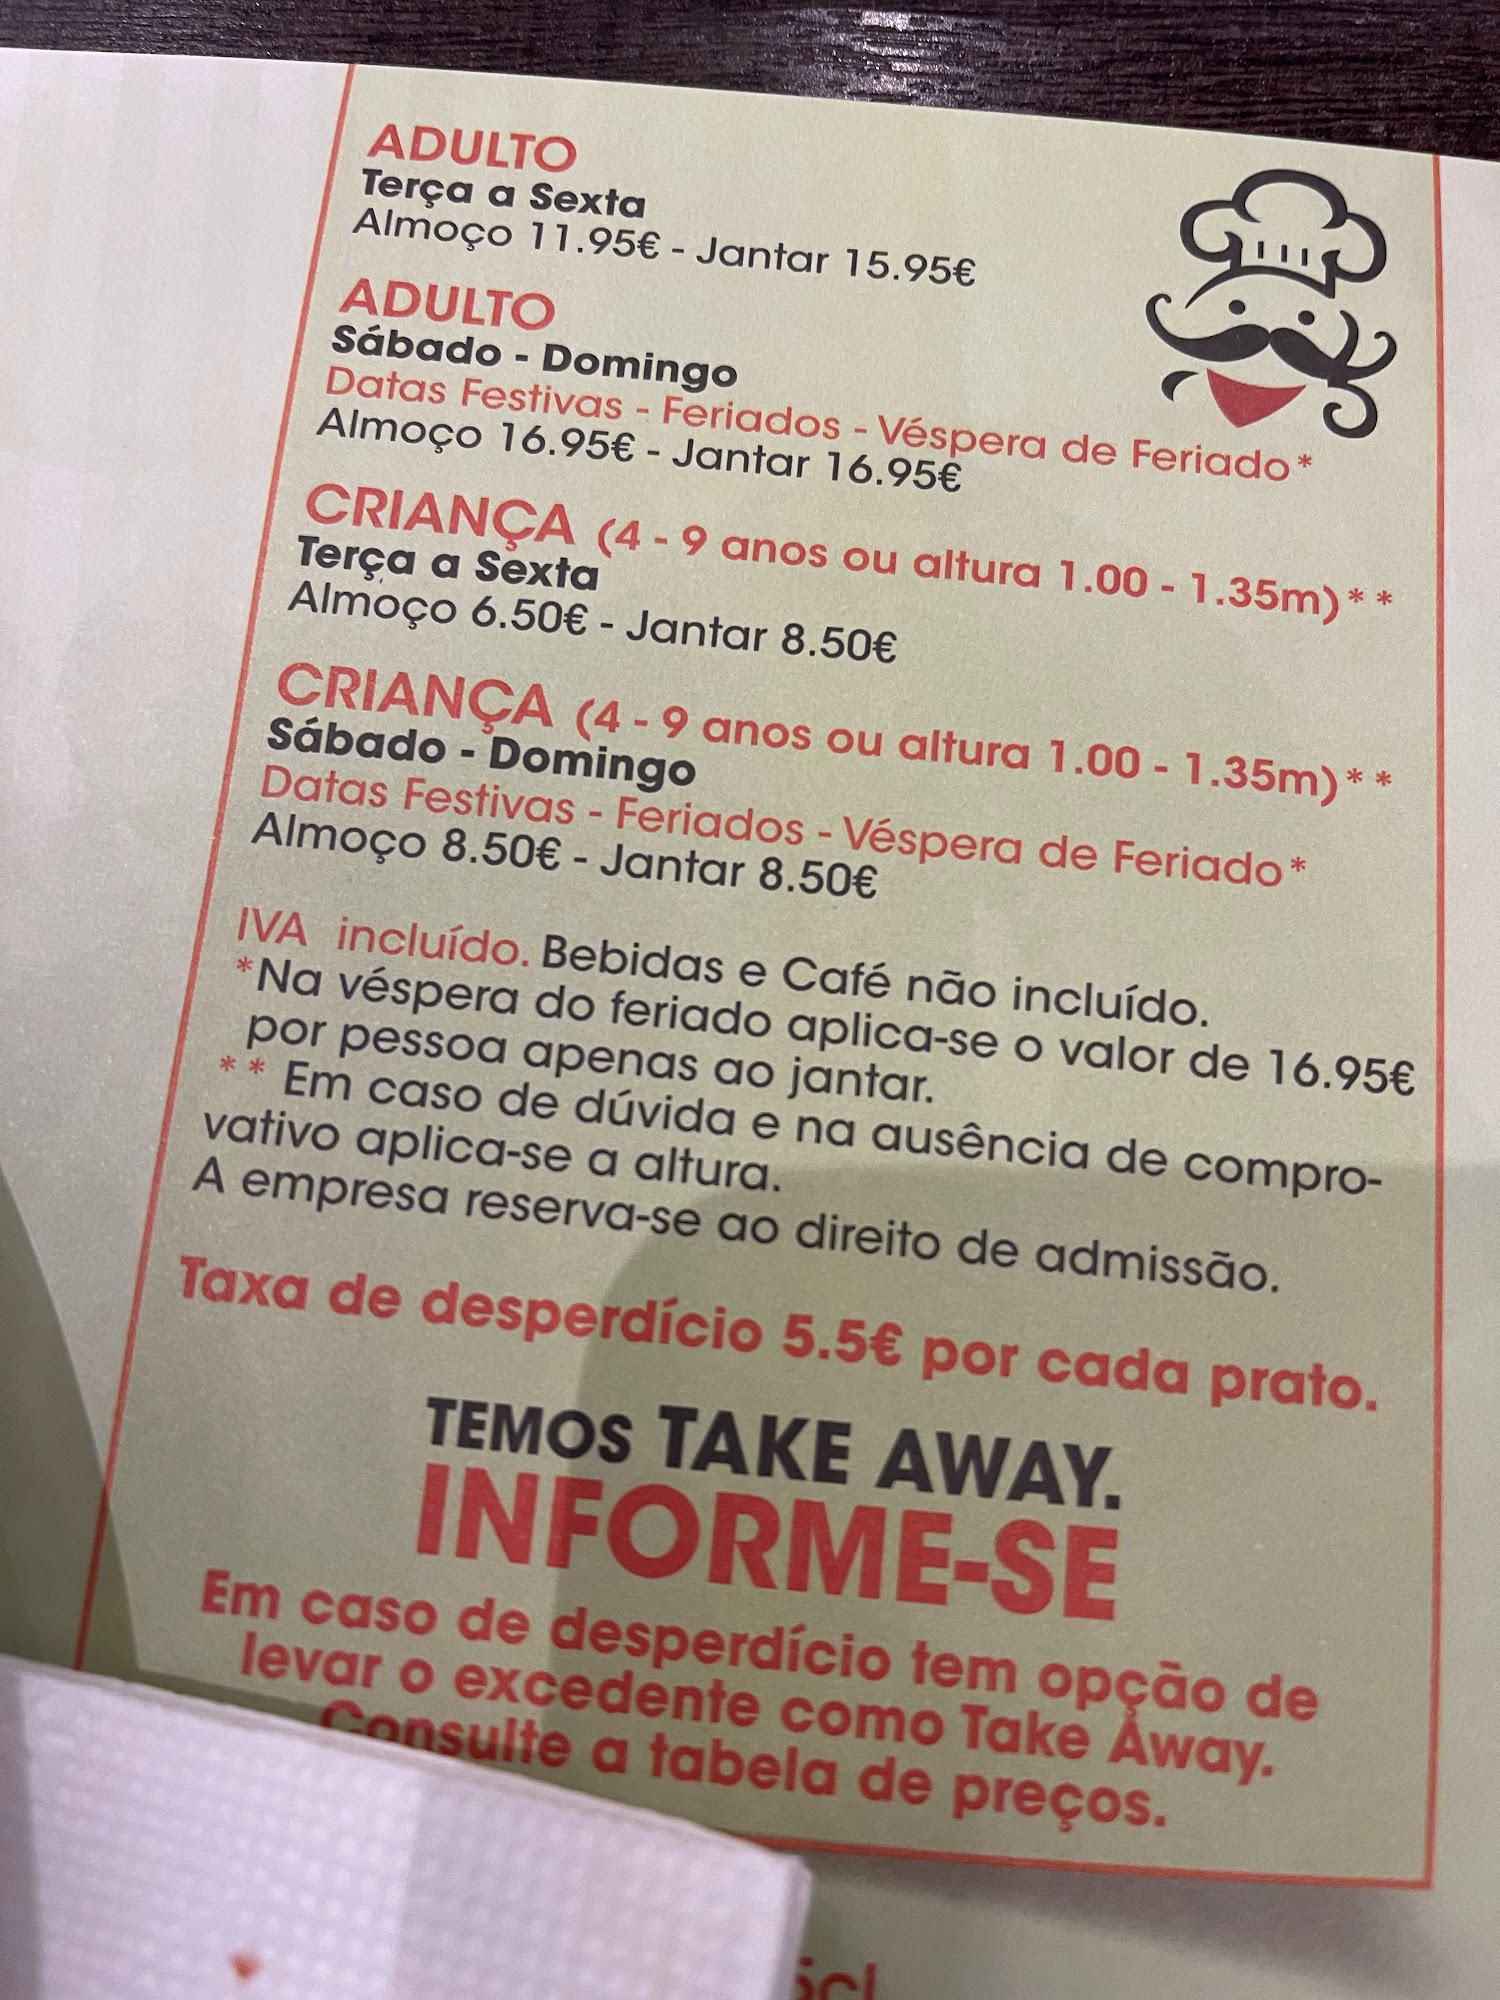 ADULTO
Terça a Sexta
Almoço 11.95€ - Jantar 15.95€
ADULTO
Sábado - Domingo
Datas Festivas - Feriados - Véspera de Feriado*
Almoço 16.95€ - Jantar 16.95€
CRIANÇA (4 - 9 anos ou altura 1.00 - 1.35m)**
Terça a Sexta
Almoço 6.50€ - Jantar 8.50€
CRIANÇA (4 - 9 anos ou altura 1.00 - 1.35m)**
Sábado - Domingo
Datas Festivas - Feriados - Véspera de Feriado*
Almoço 8.50€ - Jantar 8.50€
IVA incluído. Bebidas e Café não incluído.
*Na véspera do feriado aplica-se o valor de 16.95€
por pessoa apenas ao jantar.
** Em caso de dúvida e na ausência de compro-
vativo aplica-se a altura.
A empresa reserva-se ao direito de admissão.
Taxa de desperdício 5.5€ por cada prato.
TEMOS TAKE AWAY.
INFORME-SE
Em caso de desperdício tem opção de
levar o excedente como Take Away.
Consulte a tabela de preços.